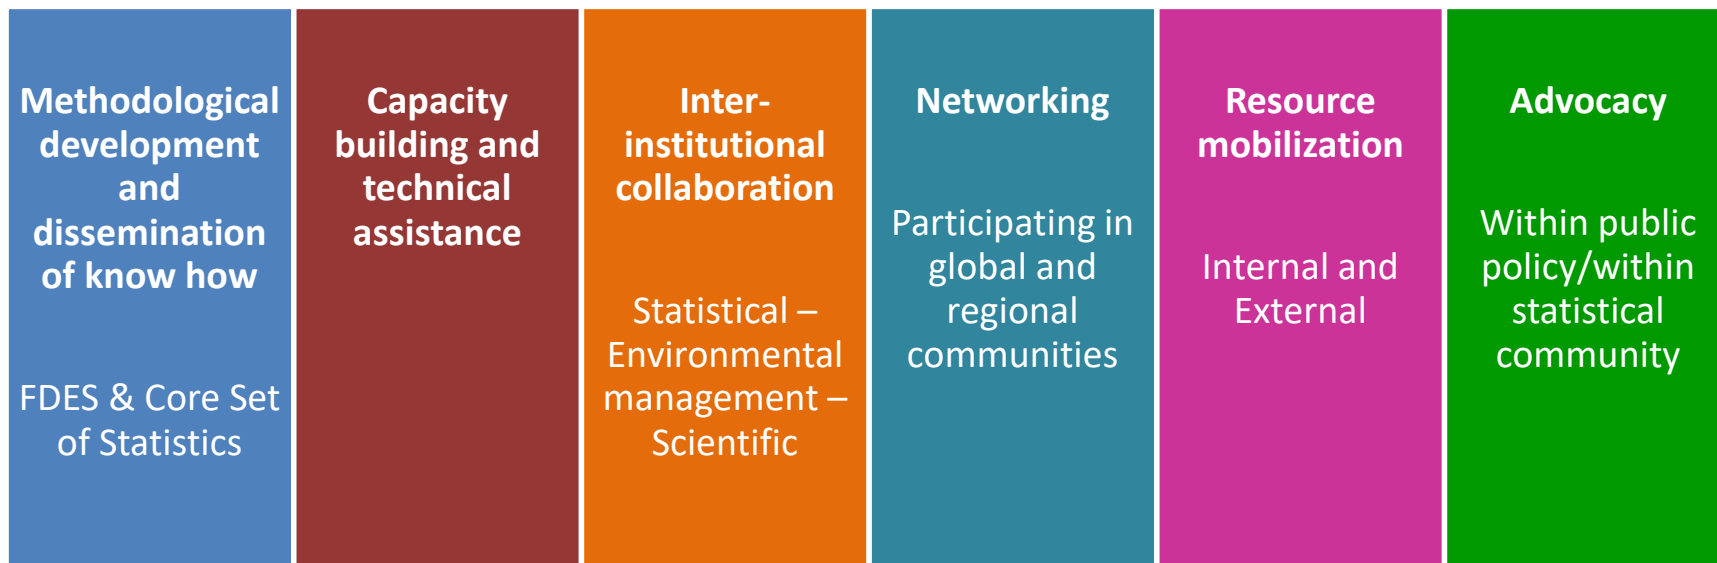 Methodological
development
and
dissemination
of know how
FDES & Core Set
of Statistics
Capacity
building and
technical
assistance
Inter-
institutional
collaboration
Statistical –
Environmental
management –
Scientific
Networking
Participating in
global and
regional
communities
Resource
mobilization
Internal and
External
Advocacy
Within public
policy/within
statistical
community